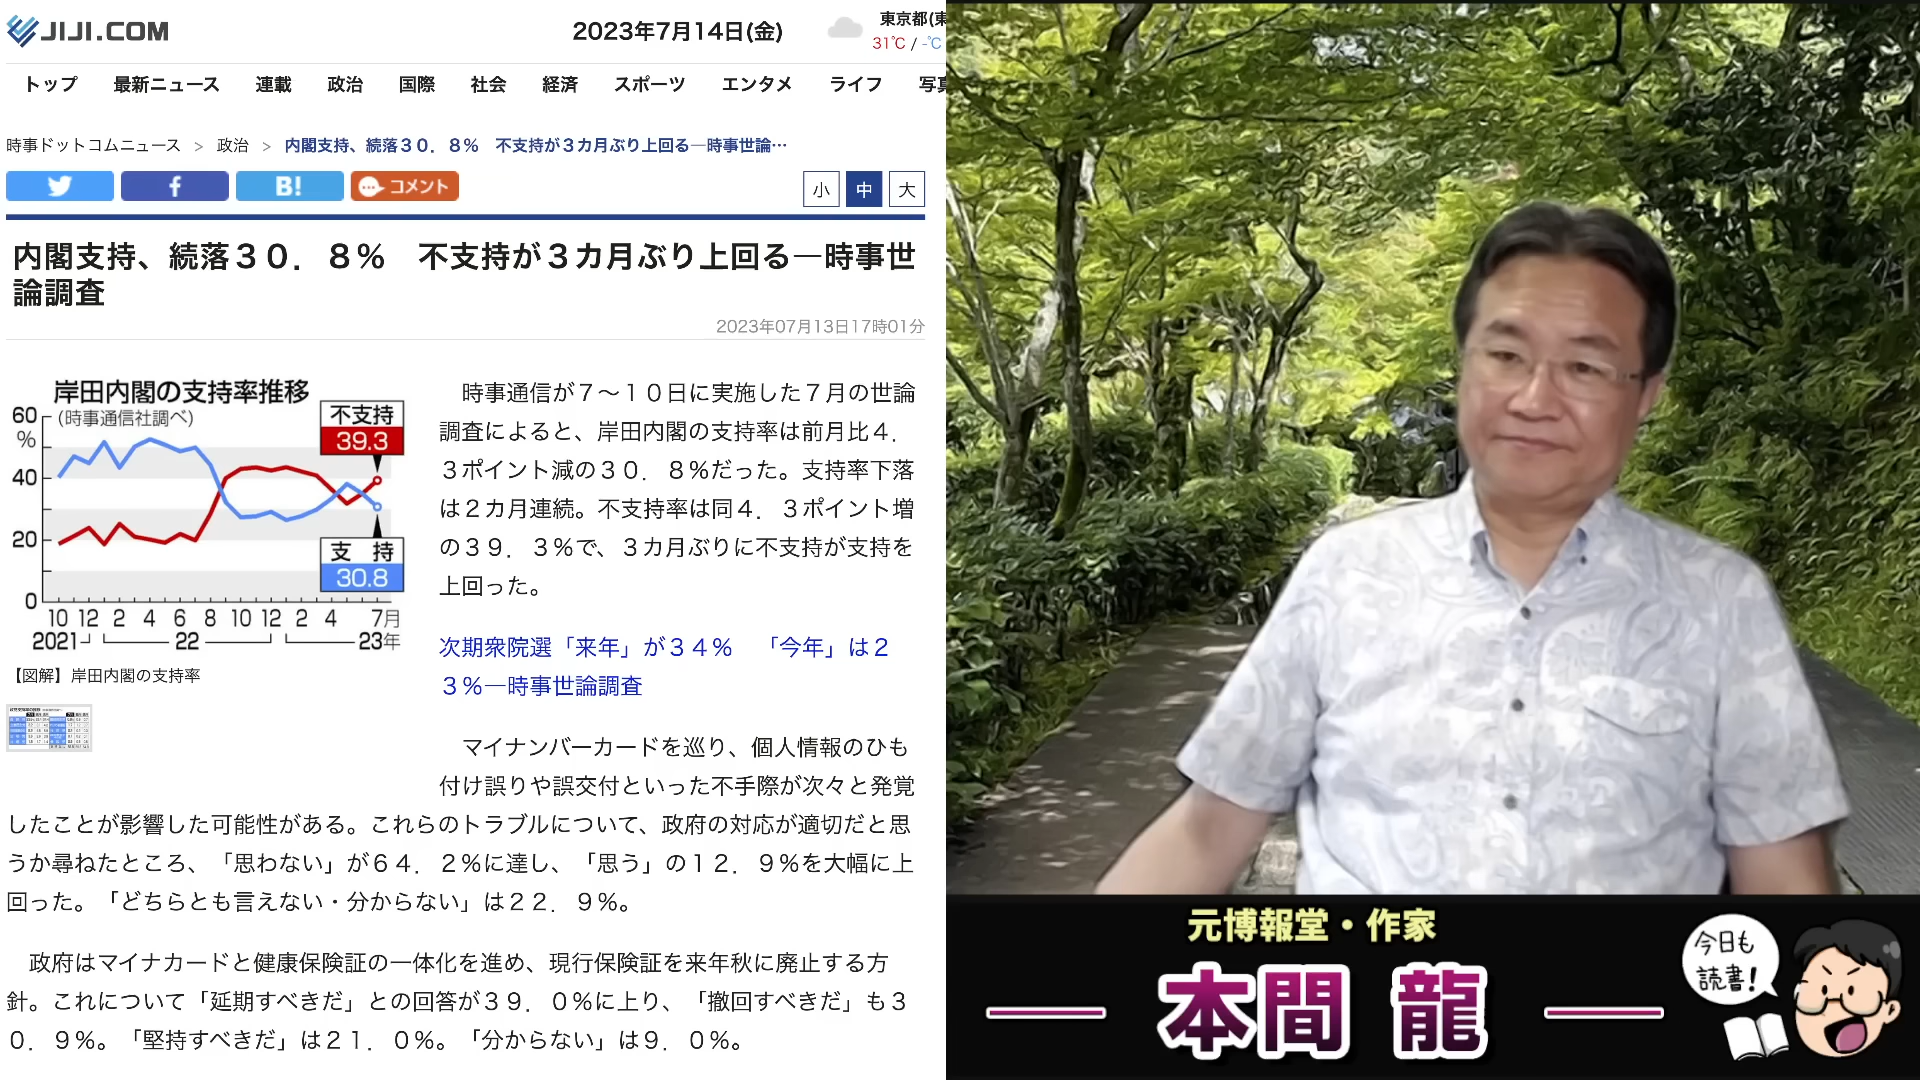 JIJI.COM
2023年7月14日(金)
東京都(東
31℃ / -℃
トップ 最新ニュース 連載 政治 国際 社会 経済 スポーツ エンタメ ライフ 写真
時事ドットコムニュース > 政治 > 内閣支持、続落３０．８％　不支持が３カ月ぶり上回る―時事世論…
B! コメント
小 中 大
内閣支持、続落３０．８％　不支持が３カ月ぶり上回る―時事世
論調査
2023年07月13日17時01分
岸田内閣の支持率推移
(時事通信社調べ)
60
%
40
20
0
不支持
39.3
支 持
30.8
10 12 2 4 6 8 10 12 2 4 7月
2021 22 23年
【図解】岸田内閣の支持率
時事通信が７～１０日に実施した７月の世論
調査によると、岸田内閣の支持率は前月比４．
３ポイント減の３０．８％だった。支持率下落
は２カ月連続。不支持率は同４．３ポイント増
の３９．３％で、３カ月ぶりに不支持が支持を
上回った。
次期衆院選「来年」が３４％　「今年」は２
３％―時事世論調査
マイナンバーカードを巡り、個人情報のひも
付け誤りや誤交付といった不手際が次々と発覚
したことが影響した可能性がある。これらのトラブルについて、政府の対応が適切だと思
うか尋ねたところ、「思わない」が６４．２％に達し、「思う」の１２．９％を大幅に上
回った。「どちらとも言えない・分からない」は２２．９％。
政府はマイナカードと健康保険証の一体化を進め、現行保険証を来年秋に廃止する方
針。これについて「延期すべきだ」との回答が３９．０％に上り、「撤回すべきだ」も３
０．９％。「堅持すべきだ」は２１．０％。「分からない」は９．０％。
元博報堂・作家
本間 龍
今日も
読書!